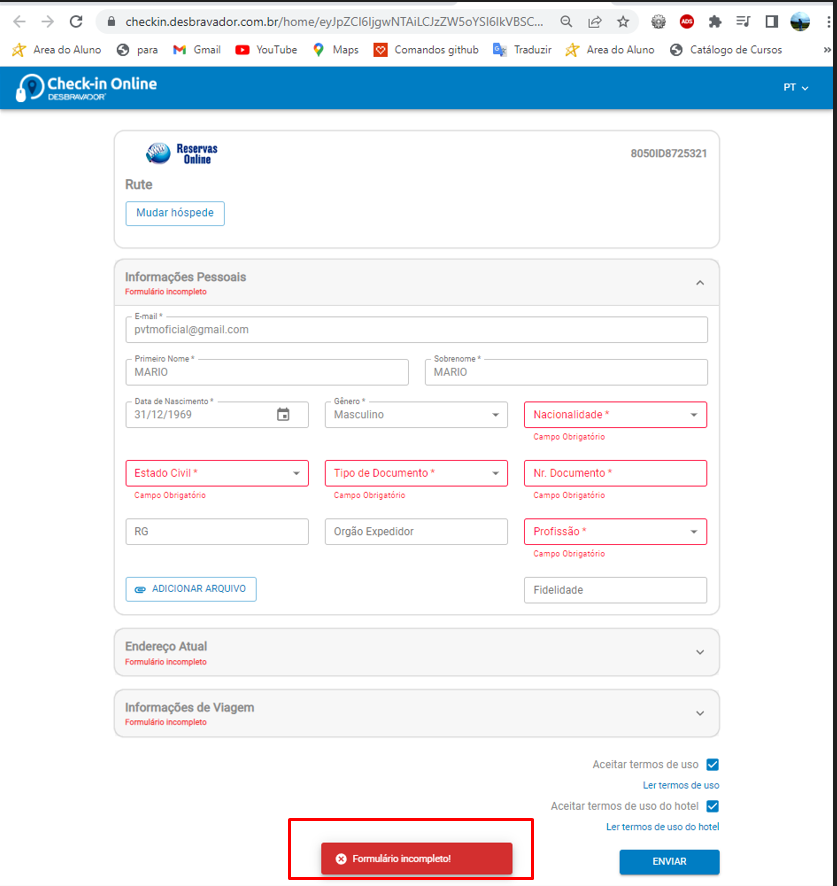 checkin.desbravador.com.br/home/eyJpZCI6IjgwNTAiLCJzZW5oYSI6IkVBSC...
ABS
Area do Aluno para Gmail YouTube Maps Comandos github Traduzir Area do Aluno Catálogo de Cursos »
Check-in Online
DESBRAVADOR
PT
Reservas
Online
8050ID8725321
Rute
Mudar hóspede
Informações Pessoais
Formulário incompleto
E-mail *
pvtmoficial@gmail.com
Primeiro Nome * Sobrenome *
MARIO MARIO
Data de Nascimento * Gênero *
31/12/1969 Masculino Nacionalidade *
Campo Obrigatório
Estado Civil * Tipo de Documento * Nr. Documento *
Campo Obrigatório Campo Obrigatório Campo Obrigatório
RG Orgão Expedidor Profissão *
Campo Obrigatório
ADICIONAR ARQUIVO Fidelidade
Endereço Atual
Formulário incompleto
Informações de Viagem
Formulário incompleto
Aceitar termos de uso
Ler termos de uso
Aceitar termos de uso do hotel
Ler termos de uso do hotel
Formulário incompleto!
ENVIAR